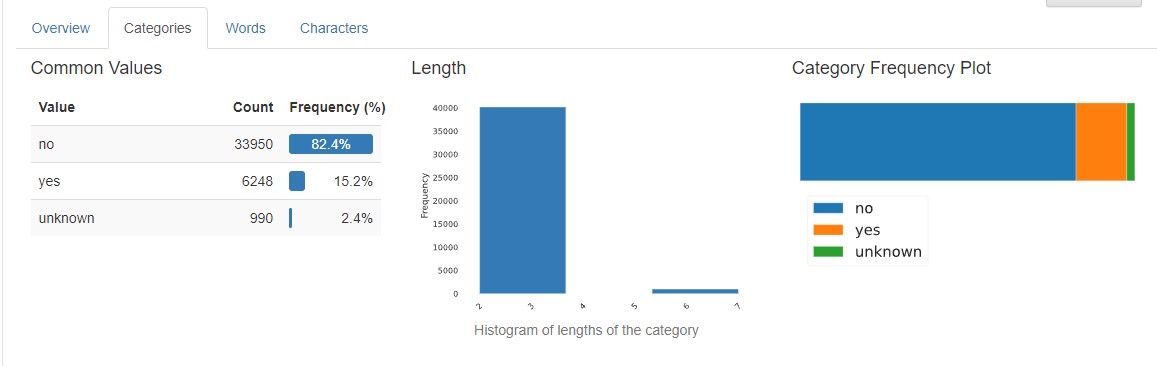 Overview Categories Words Characters
Common Values
Value Count Frequency (%)
no 33950 82.4%
yes 6248 15.2%
unknown 990 2.4%
Length
40000
35000
30000
25000
20000
15000
10000
5000
0
Frequency
2 3 4 5 6 7
Histogram of lengths of the category
Category Frequency Plot
no
yes
unknown